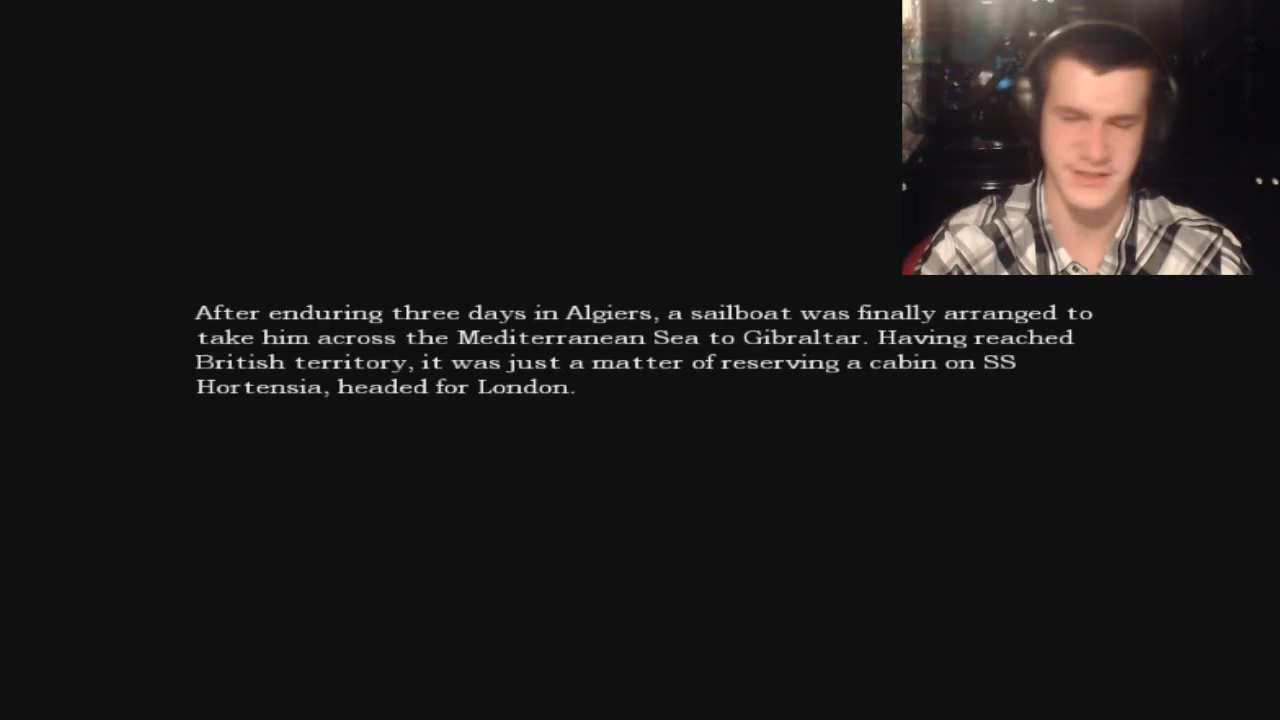 After enduring three days in Algiers, a sailboat was finally arranged to
take him across the Mediterranean Sea to Gibraltar. Having reached
British territory, it was just a matter of reserving a cabin on SS
Hortensia, headed for London.